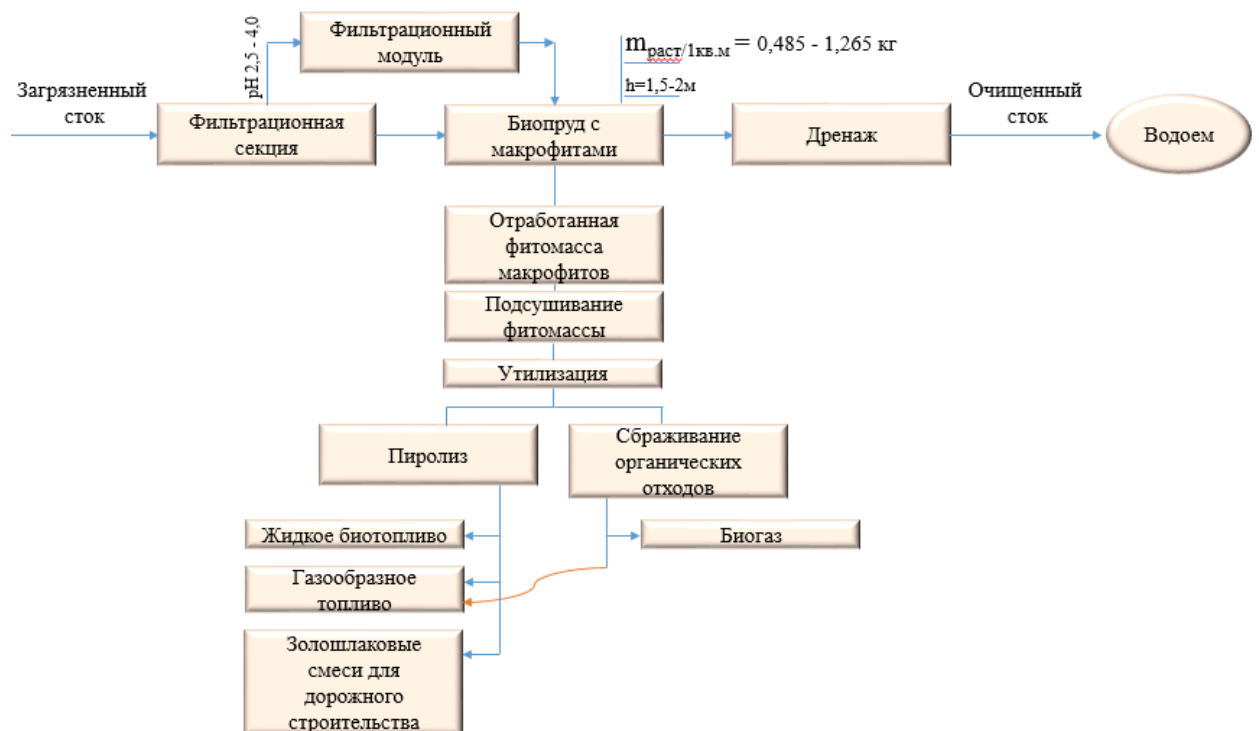 Фильтрационный
модуль
pH 2,5 - 4,0
mраст/1кв.м = 0,485 - 1,265 кг
h=1,5-2м
Загрязненный
сток
Фильтрационная
секция
Биопруд с
макрофитами
Дренаж
Очищенный
сток
Водоем
Отработанная
фитомасса
макрофитов
Подсушивание
фитомассы
Утилизация
Пиролиз
Сбраживание
органических
отходов
Жидкое биотопливо
Биогаз
Газообразное
топливо
Золошлаковые
смеси для
дорожного
строительства